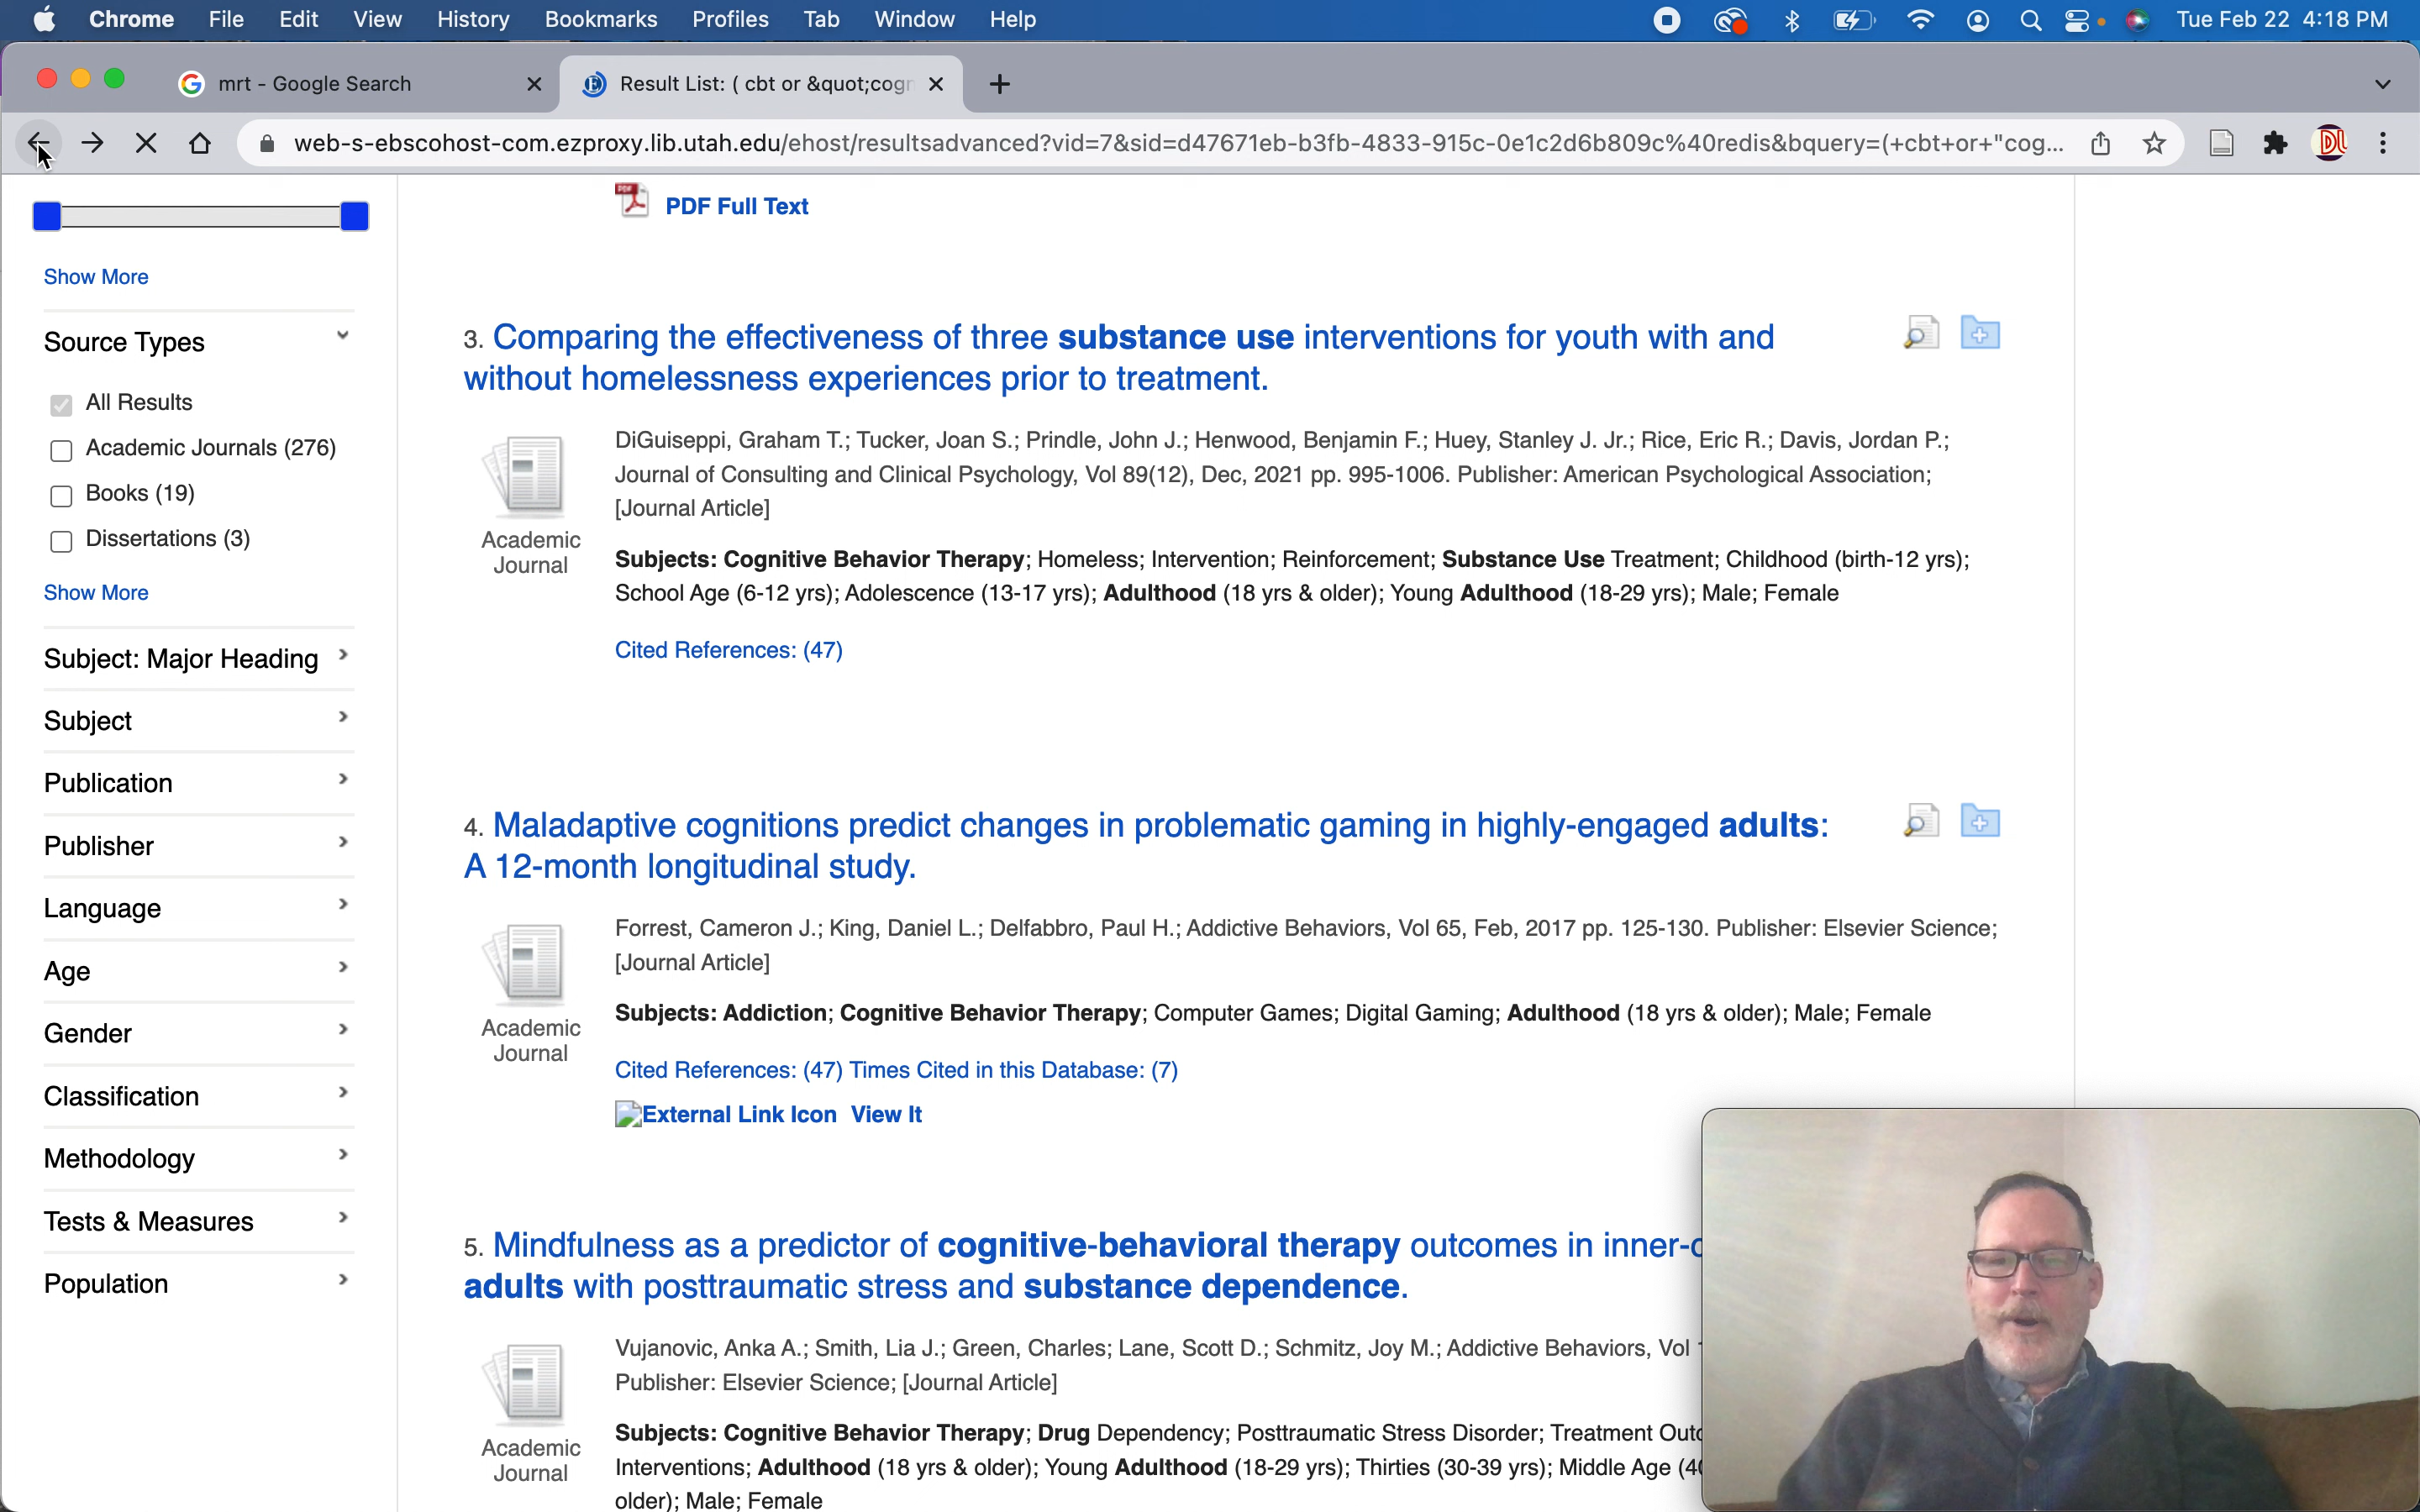 Chrome File Edit View History Bookmarks Profiles Tab Window Help Tue Feb 22 4:18 PM
mrt - Google Search Result List: ( cbt or &quot;cogn
web-s-ebscohost-com.ezproxy.lib.utah.edu/ehost/resultsadvanced?vid=7&sid=d47671eb-b3fb-4833-915c-0e1c2d6b809c%40redis&bquery=(+cbt+or+"cog...
PDF Full Text
Show More
Source Types
All Results
Academic Journals (276)
Books (19)
Dissertations (3)
Show More
Subject: Major Heading
Subject
Publication
Publisher
Language
Age
Gender
Classification
Methodology
Tests & Measures
Population
3. Comparing the effectiveness of three substance use interventions for youth with and
without homelessness experiences prior to treatment.
Academic
Journal
DiGuiseppi, Graham T.; Tucker, Joan S.; Prindle, John J.; Henwood, Benjamin F.; Huey, Stanley J. Jr.; Rice, Eric R.; Davis, Jordan P.;
Journal of Consulting and Clinical Psychology, Vol 89(12), Dec, 2021 pp. 995-1006. Publisher: American Psychological Association;
[Journal Article]
Subjects: Cognitive Behavior Therapy; Homeless; Intervention; Reinforcement; Substance Use Treatment; Childhood (birth-12 yrs);
School Age (6-12 yrs); Adolescence (13-17 yrs); Adulthood (18 yrs & older); Young Adulthood (18-29 yrs); Male; Female
Cited References: (47)
4. Maladaptive cognitions predict changes in problematic gaming in highly-engaged adults:
A 12-month longitudinal study.
Academic
Journal
Forrest, Cameron J.; King, Daniel L.; Delfabbro, Paul H.; Addictive Behaviors, Vol 65, Feb, 2017 pp. 125-130. Publisher: Elsevier Science;
[Journal Article]
Subjects: Addiction; Cognitive Behavior Therapy; Computer Games; Digital Gaming; Adulthood (18 yrs & older); Male; Female
Cited References: (47) Times Cited in this Database: (7)
External Link Icon View It
5. Mindfulness as a predictor of cognitive-behavioral therapy outcomes in inner-
adults with posttraumatic stress and substance dependence.
Academic
Journal
Vujanovic, Anka A.; Smith, Lia J.; Green, Charles; Lane, Scott D.; Schmitz, Joy M.; Addictive Behaviors, Vol
Publisher: Elsevier Science; [Journal Article]
Subjects: Cognitive Behavior Therapy; Drug Dependency; Posttraumatic Stress Disorder; Treatment
Interventions; Adulthood (18 yrs & older); Young Adulthood (18-29 yrs); Thirties (30-39 yrs); Middle Age
older); Male; Female